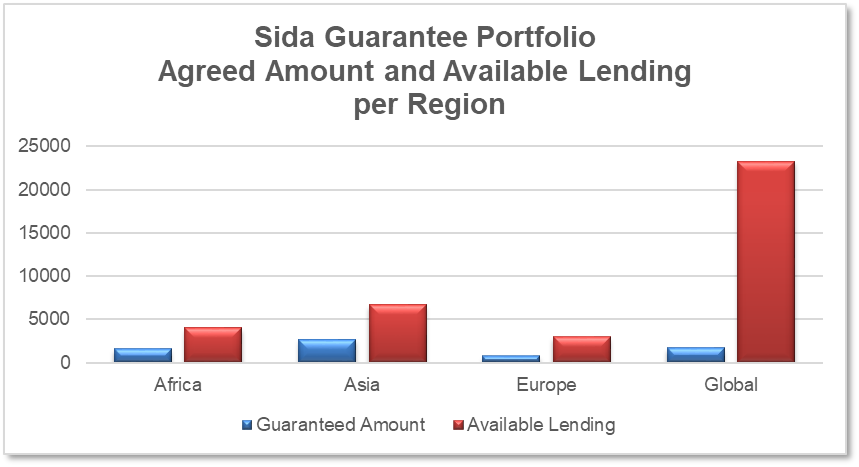 Sida Guarantee Portfolio
Agreed Amount and Available Lending
per Region
25000
20000
15000
10000
5000
0
Africa Asia Europe Global
Guaranteed Amount Available Lending